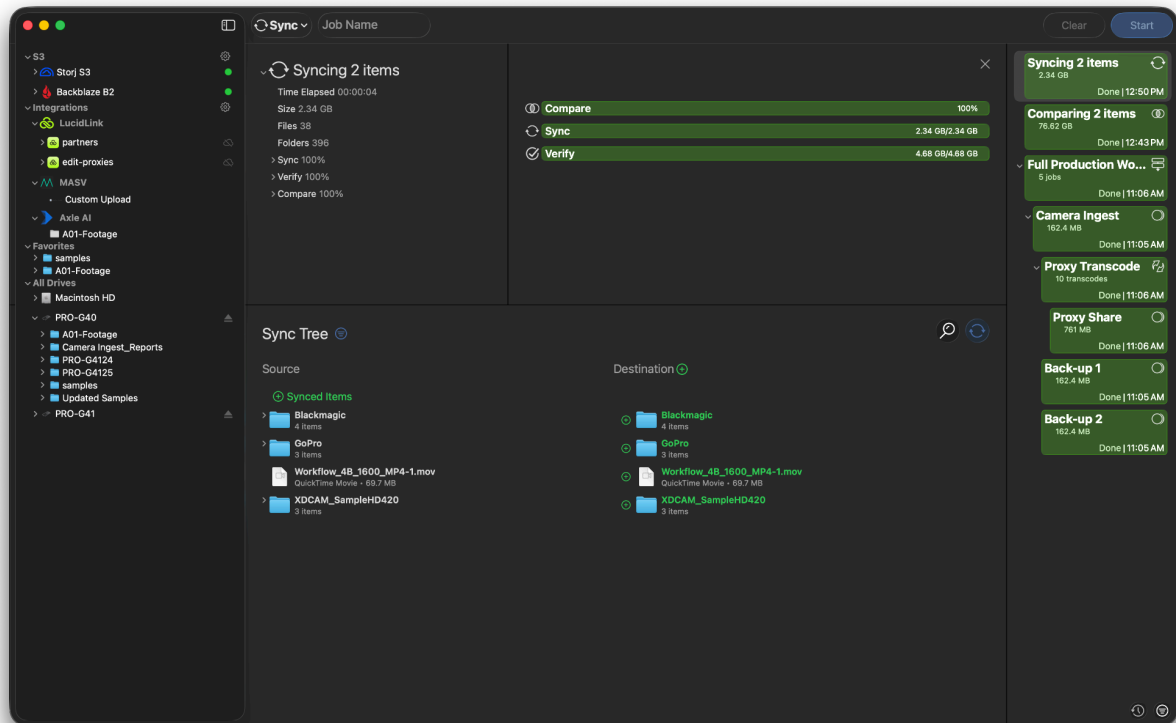 Sync
Job Name
Clear
Start
S3
Storj S3
Backblaze B2
Integrations
LucidLink
partners
edit-proxies
MASV
Custom Upload
Axle AI
A01-Footage
Favorites
samples
A01-Footage
All Drives
Macintosh HD
PRO-G40
A01-Footage
Camera Ingest_Reports
PRO-G4124
PRO-G4125
samples
Updated Samples
PRO-G41
Syncing 2 items
Time Elapsed 00:00:04
Size 2.34 GB
Files 38
Folders 396
Sync 100%
Verify 100%
Compare 100%
Compare 100%
Sync 2.34 GB/2.34 GB
Verify 4.68 GB/4.68 GB
Sync Tree
Source
Destination
Synced Items
Blackmagic
4 items
GoPro
3 items
Workflow_4B_1600_MP4-1.mov
QuickTime Movie • 69.7 MB
XDCAM_SampleHD420
3 items
Blackmagic
4 items
GoPro
3 items
Workflow_4B_1600_MP4-1.mov
QuickTime Movie • 69.7 MB
XDCAM_SampleHD420
3 items
Syncing 2 items
2.34 GB
Done | 12:50 PM
Comparing 2 items
76.62 GB
Done | 12:43 PM
Full Production Wo...
5 jobs
Done | 11:06 AM
Camera Ingest
162.4 MB
Done | 11:05 AM
Proxy Transcode
10 transcodes
Done | 11:06 AM
Proxy Share
761 MB
Done | 11:06 AM
Back-up 1
162.4 MB
Done | 11:05 AM
Back-up 2
162.4 MB
Done | 11:05 AM